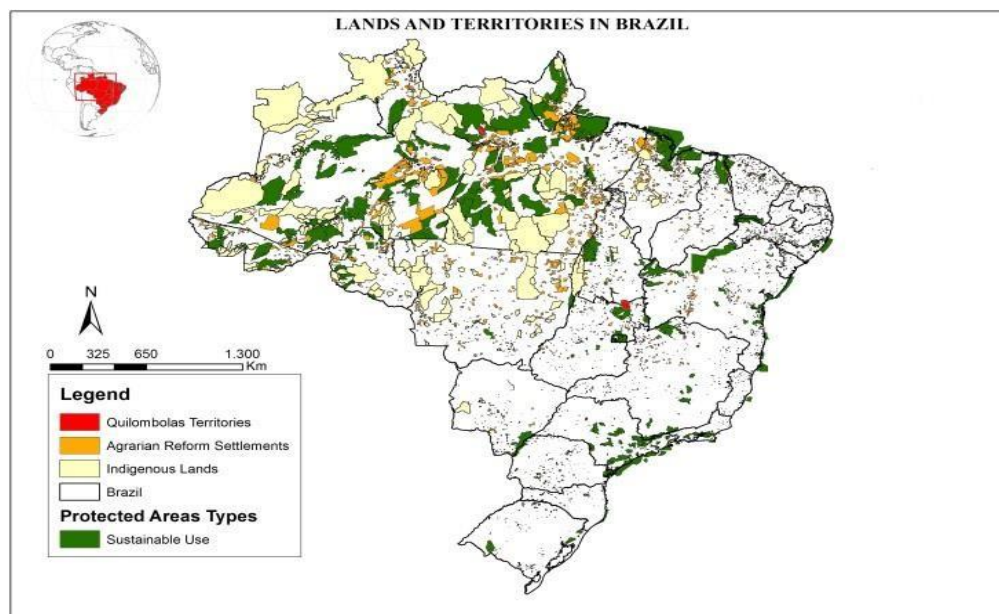 LANDS AND TERRITORIES IN BRAZIL
N
0 325 650 1.300
Km
Legend
Quilombolas Territories
Agrarian Reform Settlements
Indigenous Lands
Brazil
Protected Areas Types
Sustainable Use